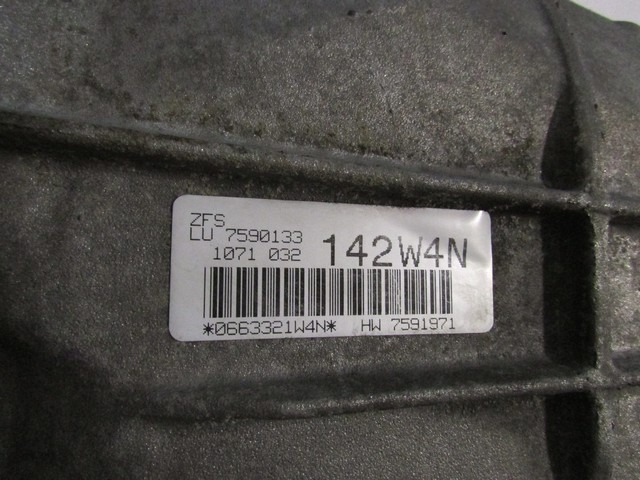 ZFS
LU 7590133
1071 032 142W4N
*0663321W4N* HW 7591971